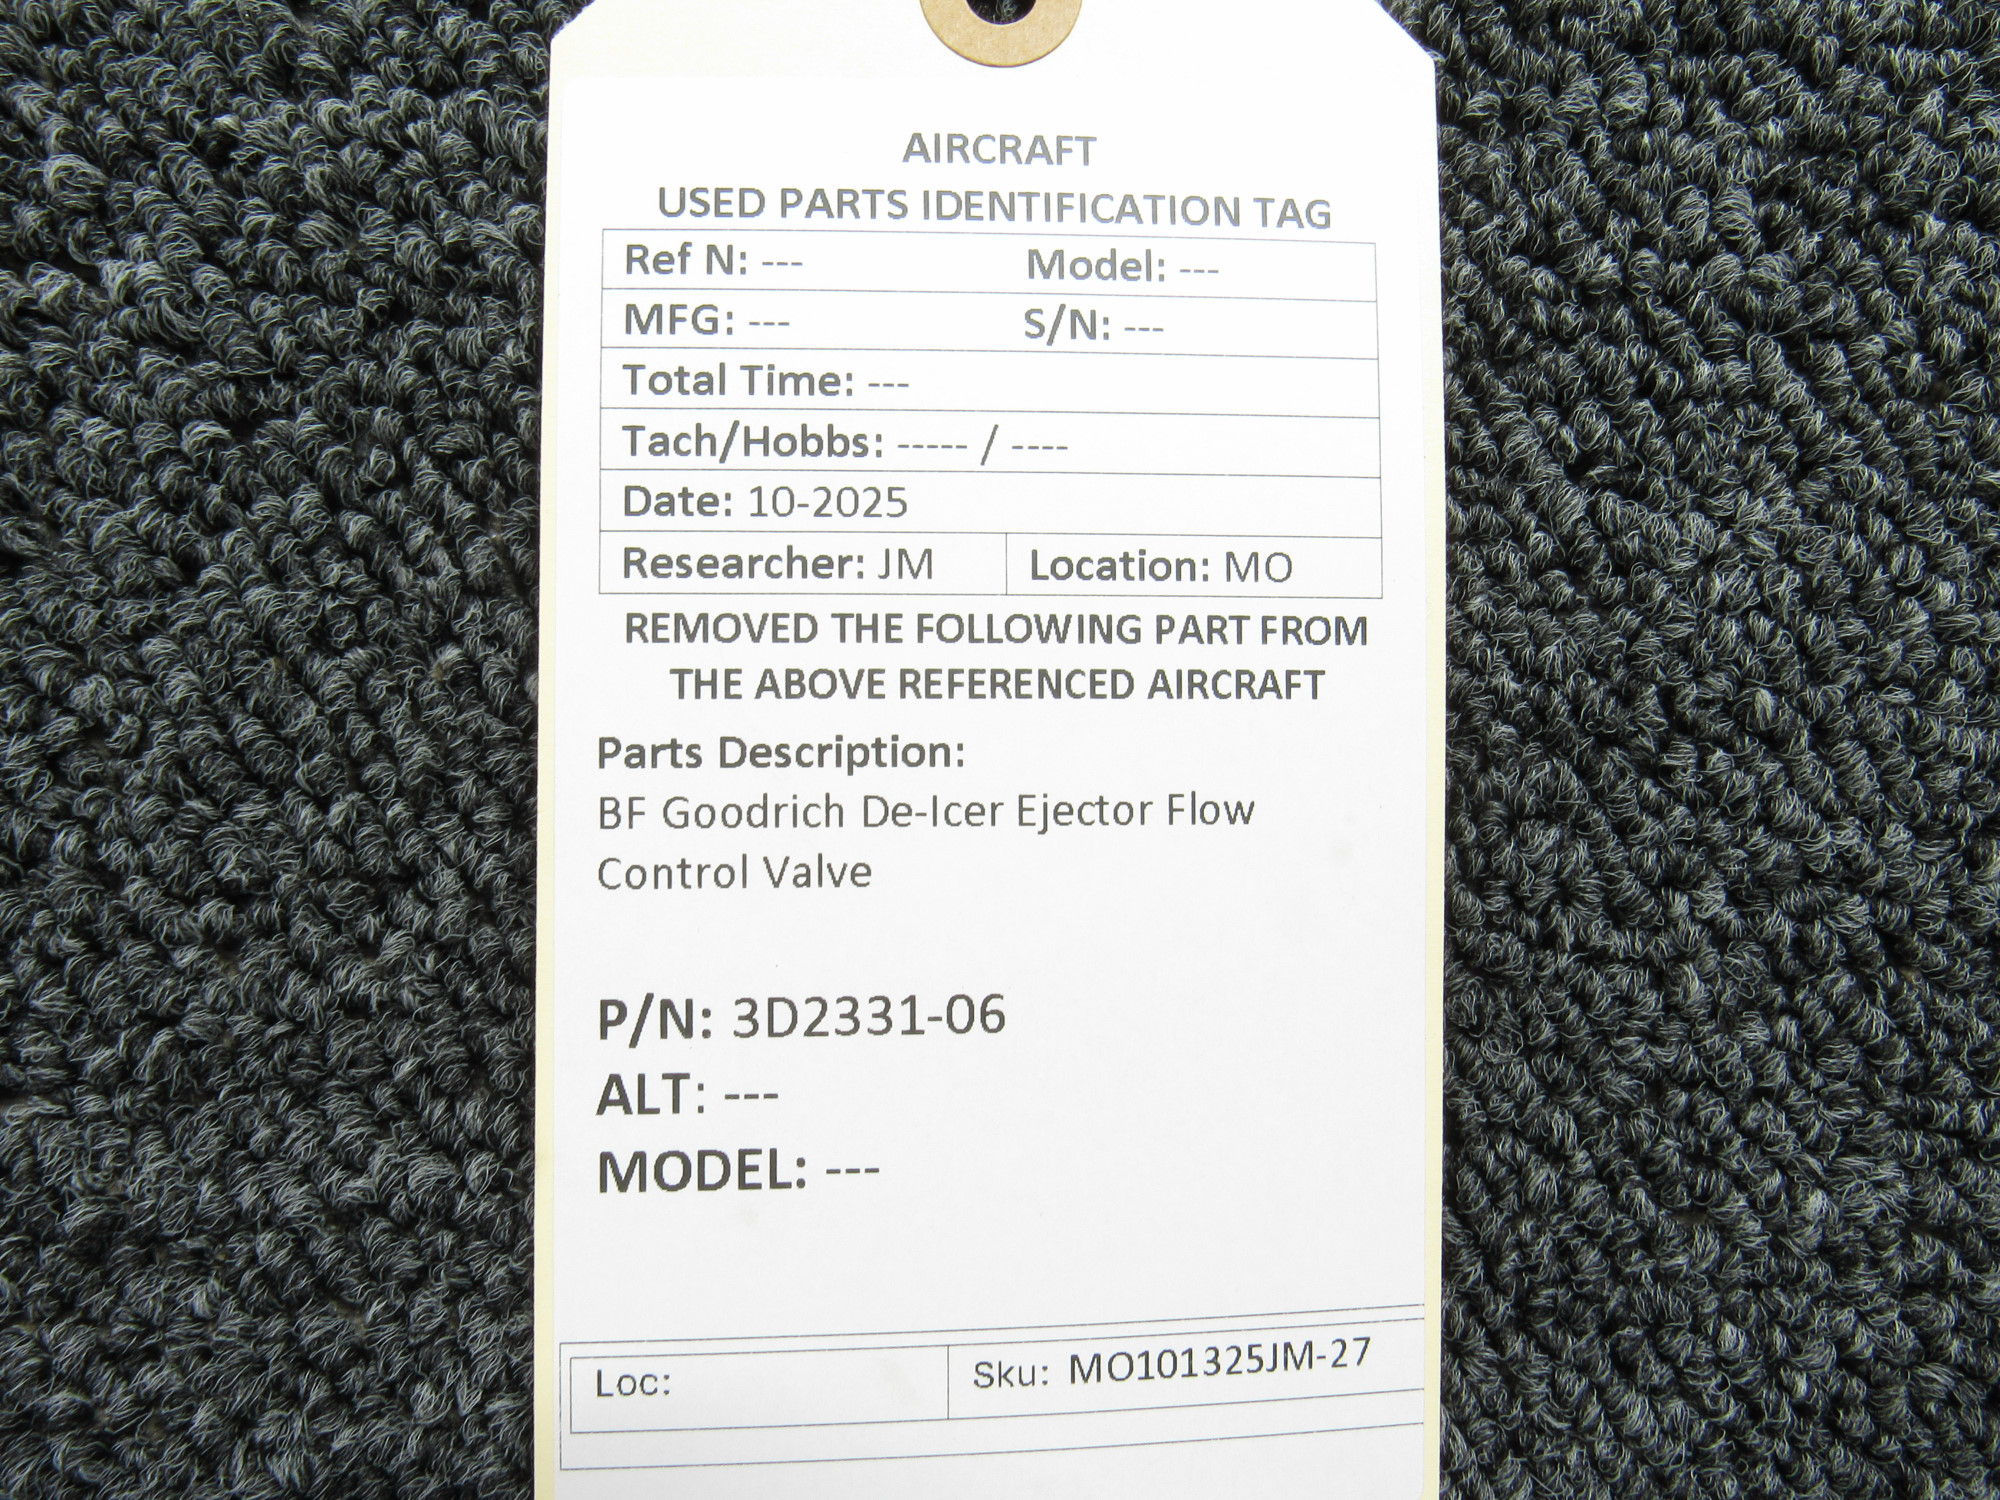 AIRCRAFT
USED PARTS IDENTIFICATION TAG
Ref N: --- Model: ---
MFG: --- S/N: ---
Total Time: ---
Tach/Hobbs: ----- / ----
Date: 10-2025
Researcher: JM Location: MO
REMOVED THE FOLLOWING PART FROM
THE ABOVE REFERENCED AIRCRAFT
Parts Description:
BF Goodrich De-Icer Ejector Flow
Control Valve
P/N: 3D2331-06
ALT: ---
MODEL: ---
Loc: Sku: MO101325JM-27